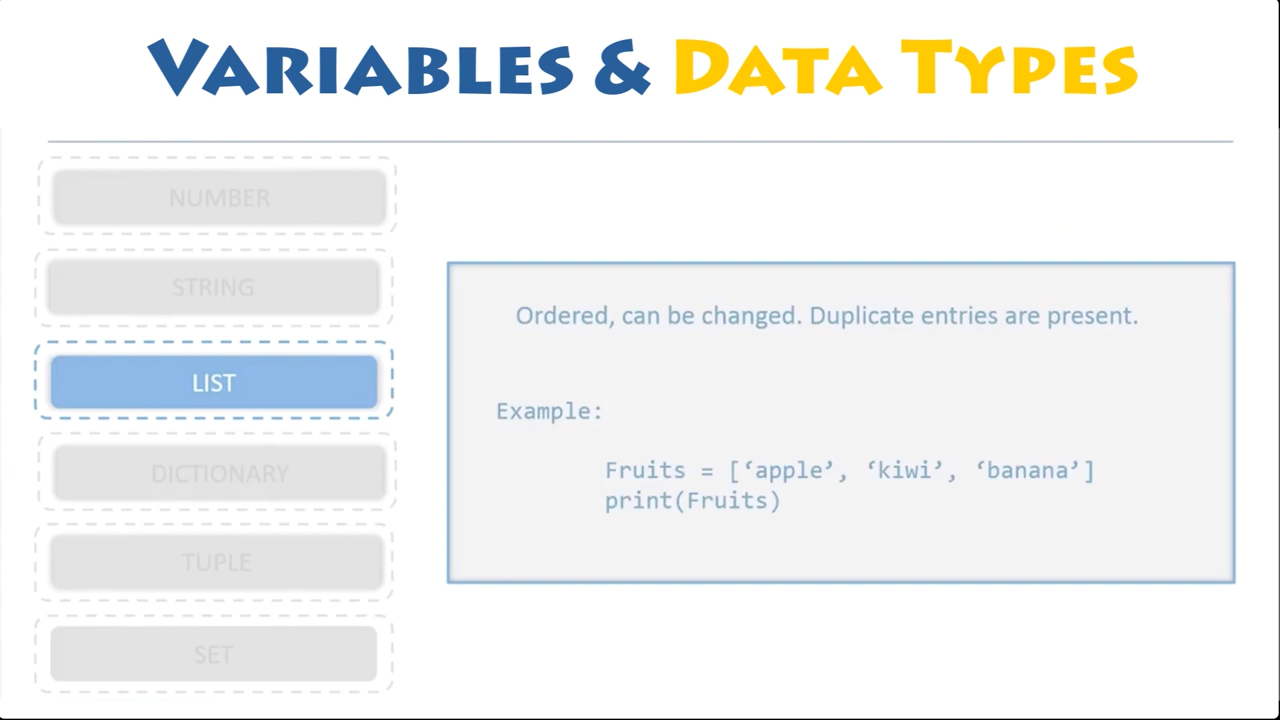 VARIABLES & DATA TYPES
NUMBER
STRING
LIST
DICTIONARY
TUPLE
SET
Ordered, can be changed. Duplicate entries are present.
Example:
Fruits = [‘apple’, ‘kiwi’, ‘banana’]
print(Fruits)